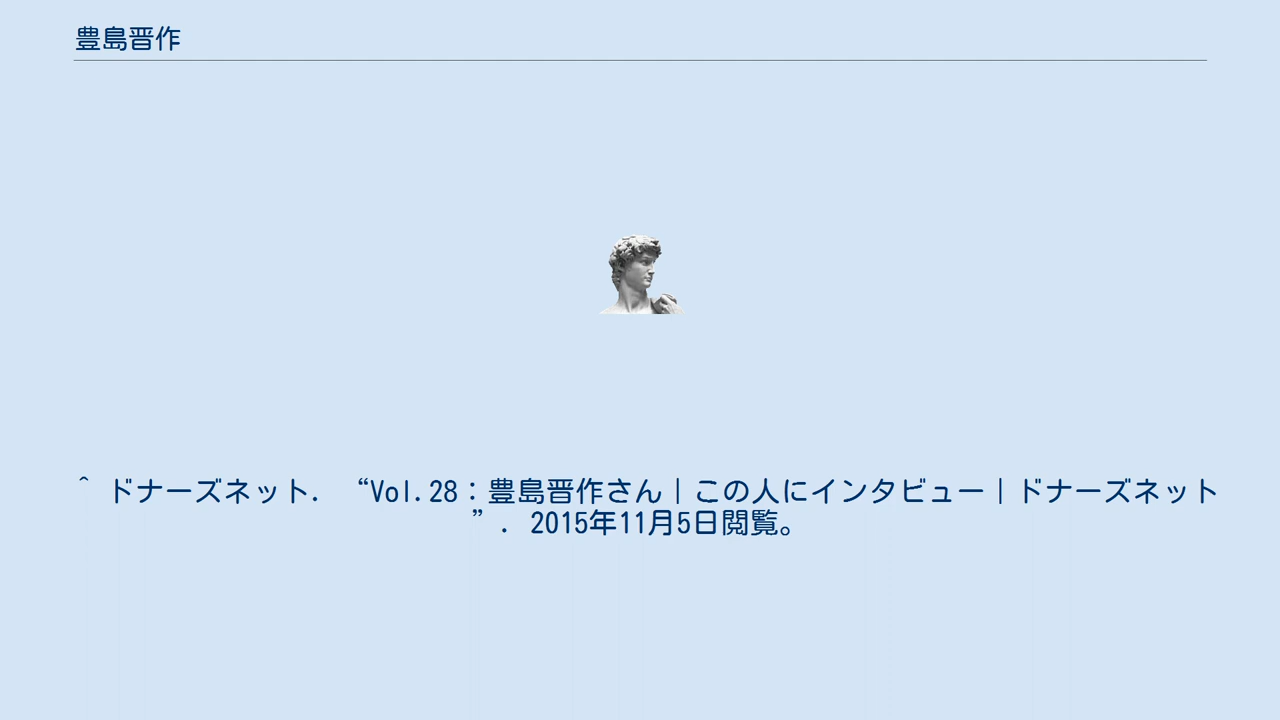 豊島晋作
^ ドナーズネット. “Vol.28：豊島晋作さん｜この人にインタビュー｜ドナーズネット
”. 2015年11月5日閲覧。